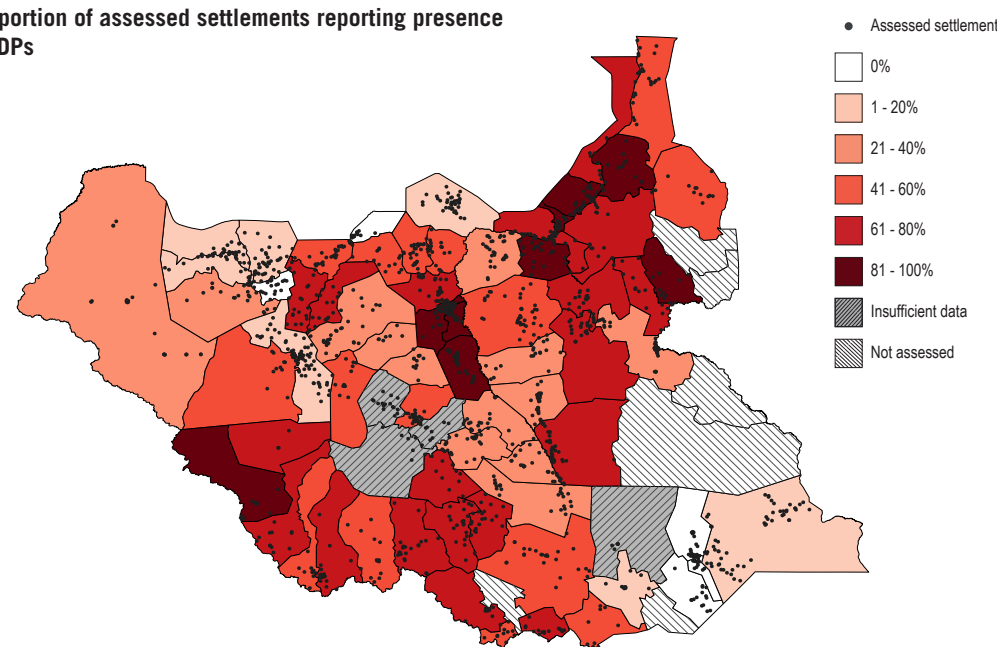 portion of assessed settlements reporting presence
DPs
Assessed settlement
0%
1 - 20%
21 - 40%
41 - 60%
61 - 80%
81 - 100%
Insufficient data
Not assessed